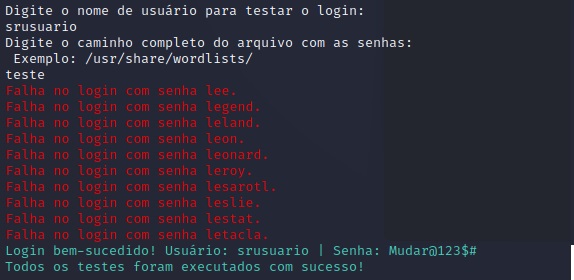 Digite o nome de usuário para testar o login:
srusuario
Digite o caminho completo do arquivo com as senhas:
Exemplo: /usr/share/wordlists/
teste
Falha no login com senha lee.
Falha no login com senha legend.
Falha no login com senha leland.
Falha no login com senha leon.
Falha no login com senha leonard.
Falha no login com senha leroy.
Falha no login com senha lesarotl.
Falha no login com senha leslie.
Falha no login com senha lestat.
Falha no login com senha letacla.
Login bem-sucedido! Usuário: srusuario | Senha: Mudar@123$#
Todos os testes foram executados com sucesso!